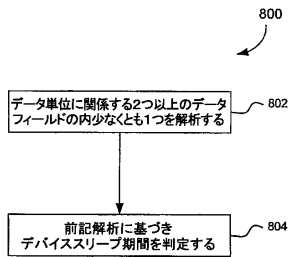 800
データ単位に関係する2つ以上のデータ
フィールドの内少なくとも1つを解析する
802
前記解析に基づき
デバイススリープ期間を判定する
804